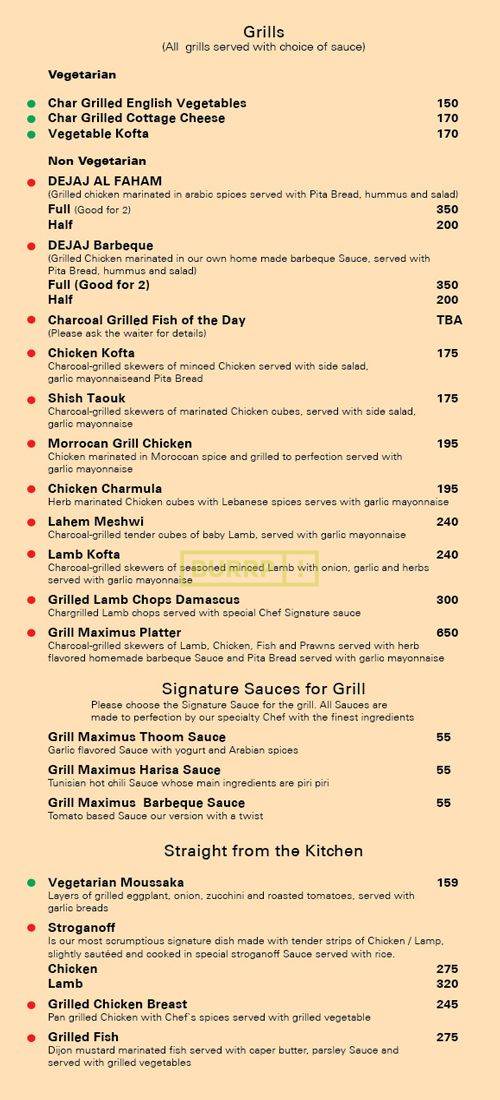 Grills
(All grills served with choice of sauce)
Vegetarian
Char Grilled English Vegetables 150
Char Grilled Cottage Cheese 170
Vegetable Kofta 170
Non Vegetarian
DEJAJ AL FAHAM
(Grilled chicken marinated in arabic spices served with Pita Bread, hummus and salad)
Full (Good for 2) 350
Half 200
DEJAJ Barbeque
(Grilled Chicken marinated in our own home made barbeque Sauce, served with
Pita Bread, hummus and salad)
Full (Good for 2) 350
Half 200
Charcoal Grilled Fish of the Day TBA
(Please ask the waiter for details)
Chicken Kofta 175
Charcoal-grilled skewers of minced Chicken served with side salad,
garlic mayonnaiseand Pita Bread
Shish Taouk 175
Charcoal-grilled skewers of marinated Chicken cubes, served with side salad,
garlic mayonnaise
Morrocan Grill Chicken 195
Chicken marinated in Moroccan spice and grilled to perfection served with
garlic mayonnaise
Chicken Charmula 195
Herb marinated Chicken cubes with Lebanese spices serves with garlic mayonnaise
Lahem Meshwi 240
Charcoal-grilled tender cubes of baby Lamb, served with garlic mayonnaise
Lamb Kofta 240
Charcoal-grilled skewers of seasoned minced Lamb with onion, garlic and herbs
served with garlic mayonnaise
BURRP!
Grilled Lamb Chops Damascus 300
Chargrilled Lamb chops served with special Chef Signature sauce
Grill Maximus Platter 650
Charcoal-grilled skewers of Lamb, Chicken, Fish and Prawns served with herb
flavored homemade barbeque Sauce and Pita Bread served with garlic mayonnaise
Signature Sauces for Grill
Please choose the Signature Sauce for the grill. All Sauces are
made to perfection by our specialty Chef with the finest ingredients
Grill Maximus Thoom Sauce 55
Garlic flavored Sauce with yogurt and Arabian spices
Grill Maximus Harisa Sauce 55
Tunisian hot chili Sauce whose main ingredients are piri piri
Grill Maximus Barbeque Sauce 55
Tomato based Sauce our version with a twist
Straight from the Kitchen
Vegetarian Moussaka 159
Layers of grilled eggplant, onion, zucchini and roasted tomatoes, served with
garlic breads
Stroganoff
Is our most scrumptious signature dish made with tender strips of Chicken / Lamp,
slightly sautéed and cooked in special stroganoff Sauce served with rice.
Chicken 275
Lamb 320
Grilled Chicken Breast 245
Pan grilled Chicken with Chef`s spices served with grilled vegetable
Grilled Fish 275
Dijon mustard marinated fish served with caper butter, parsley Sauce and
served with grilled vegetables